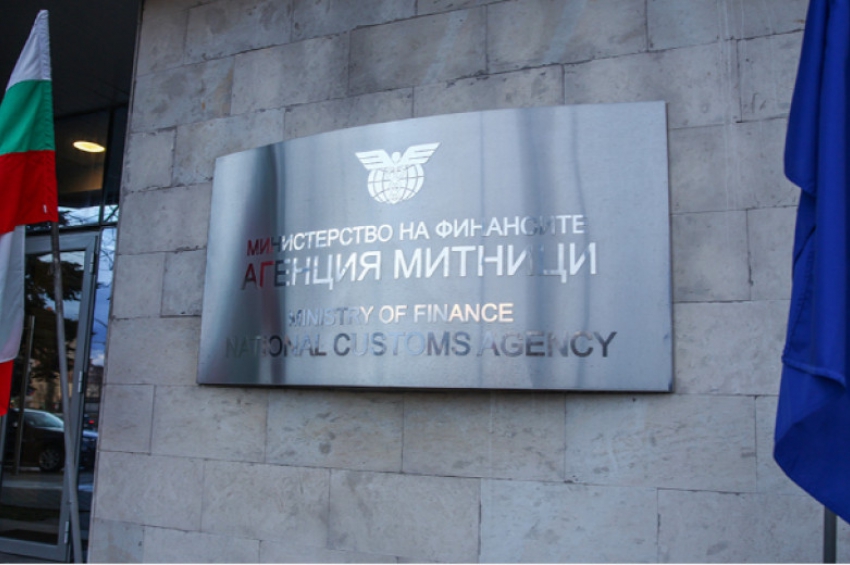 МИНИСТЕРСТВО НА ФИНАНСИТЕ
АГЕНЦИЯ МИТНИЦИ
MINISTRY OF FINANCE
NATIONAL CUSTOMS AGENCY